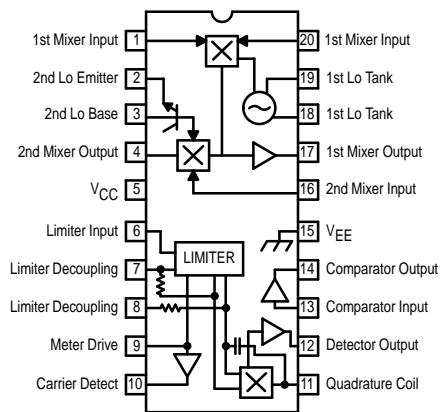 1st Mixer Input 1
2nd Lo Emitter 2
2nd Lo Base 3
2nd Mixer Output 4
VCC 5
Limiter Input 6
Limiter Decoupling 7
Limiter Decoupling 8
Meter Drive 9
Carrier Detect 10
LIMITER
20 1st Mixer Input
19 1st Lo Tank
18 1st Lo Tank
17 1st Mixer Output
16 2nd Mixer Input
15 VEE
14 Comparator Output
13 Comparator Input
12 Detector Output
11 Quadrature Coil